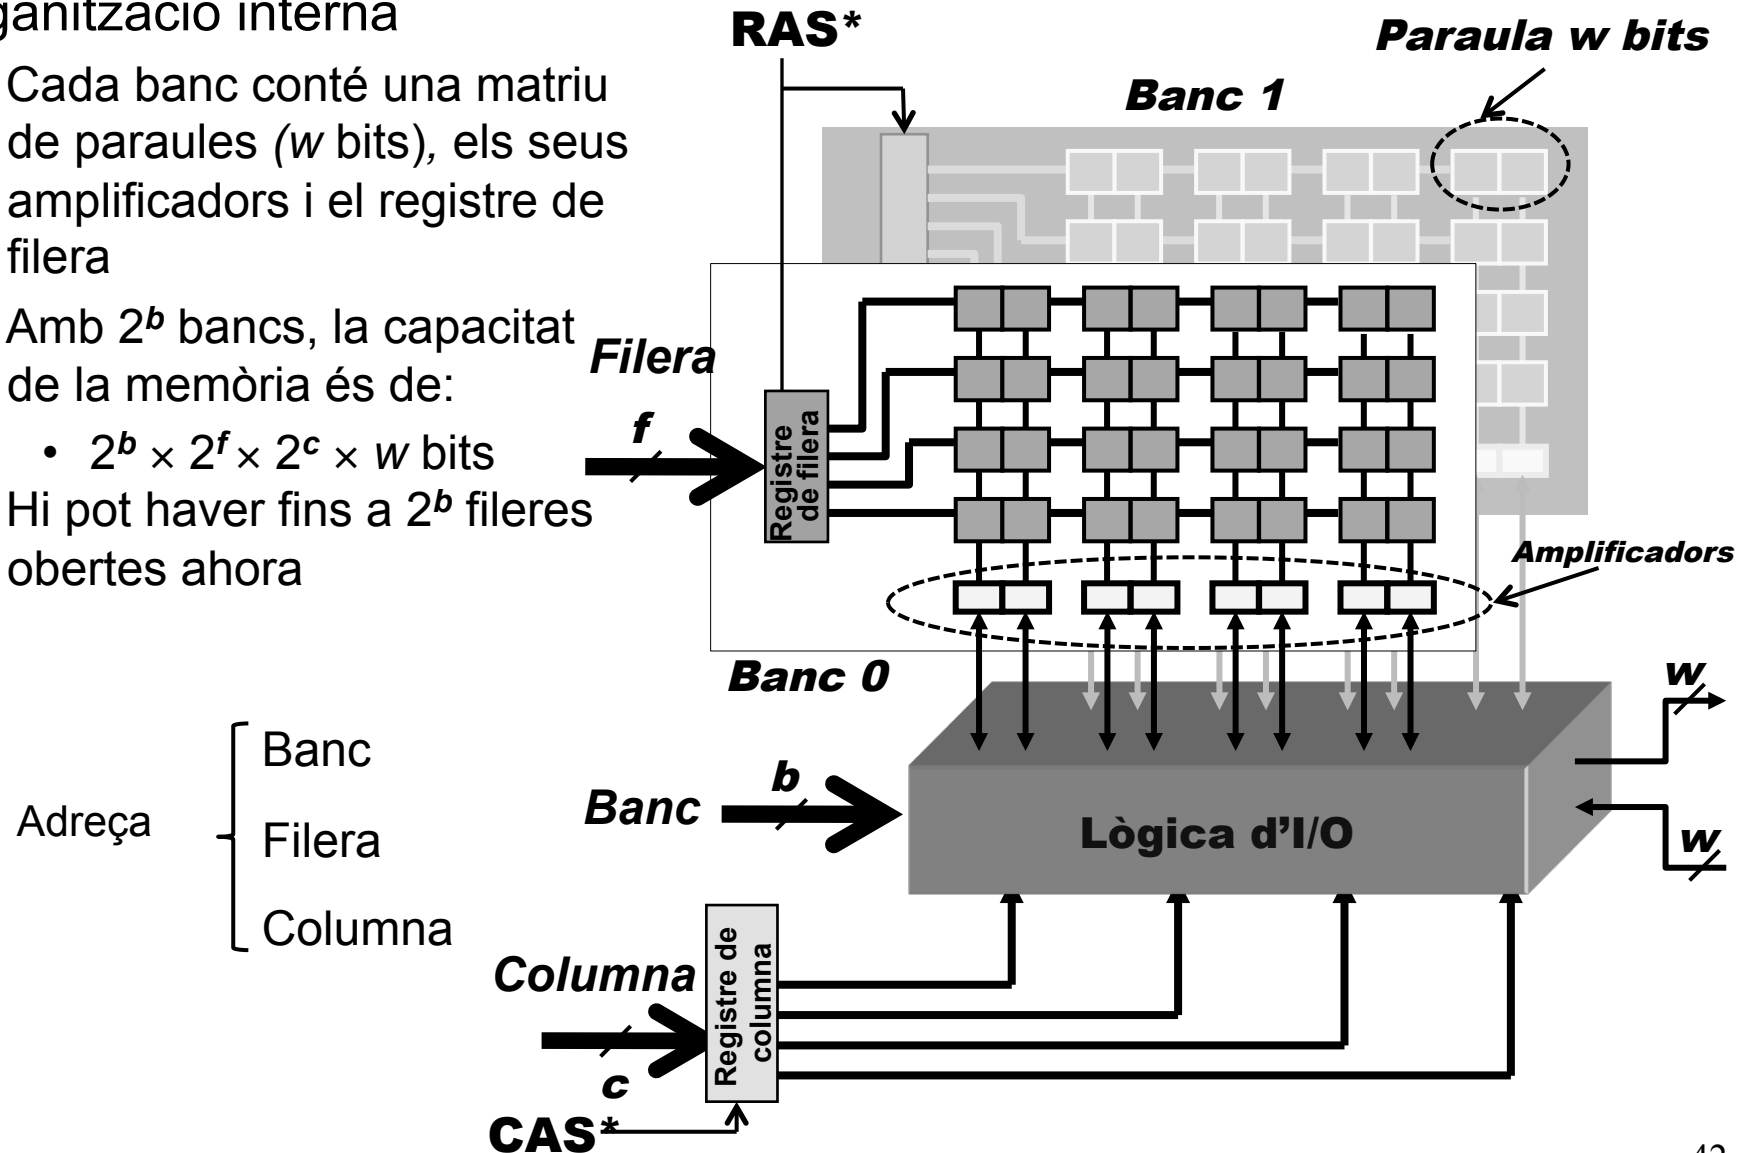 ganització interna
Cada banc conté una matriu
de paraules (w bits), els seus
amplificadors i el registre de
filera
Amb 2ᵇ bancs, la capacitat
de la memòria és de:
• 2ᵇ × 2ᶠ × 2ᶜ × w bits
Hi pot haver fins a 2ᵇ fileres
obertes ahora
RAS*
Paraula w bits
Banc 1
Filera
f
Registre
de filera
Amplificadors
Banc 0
w
Adreça
Banc
Filera
Columna
Banc
b
Lògica d’I/O
w
Columna
c
Registre de
columna
CAS*